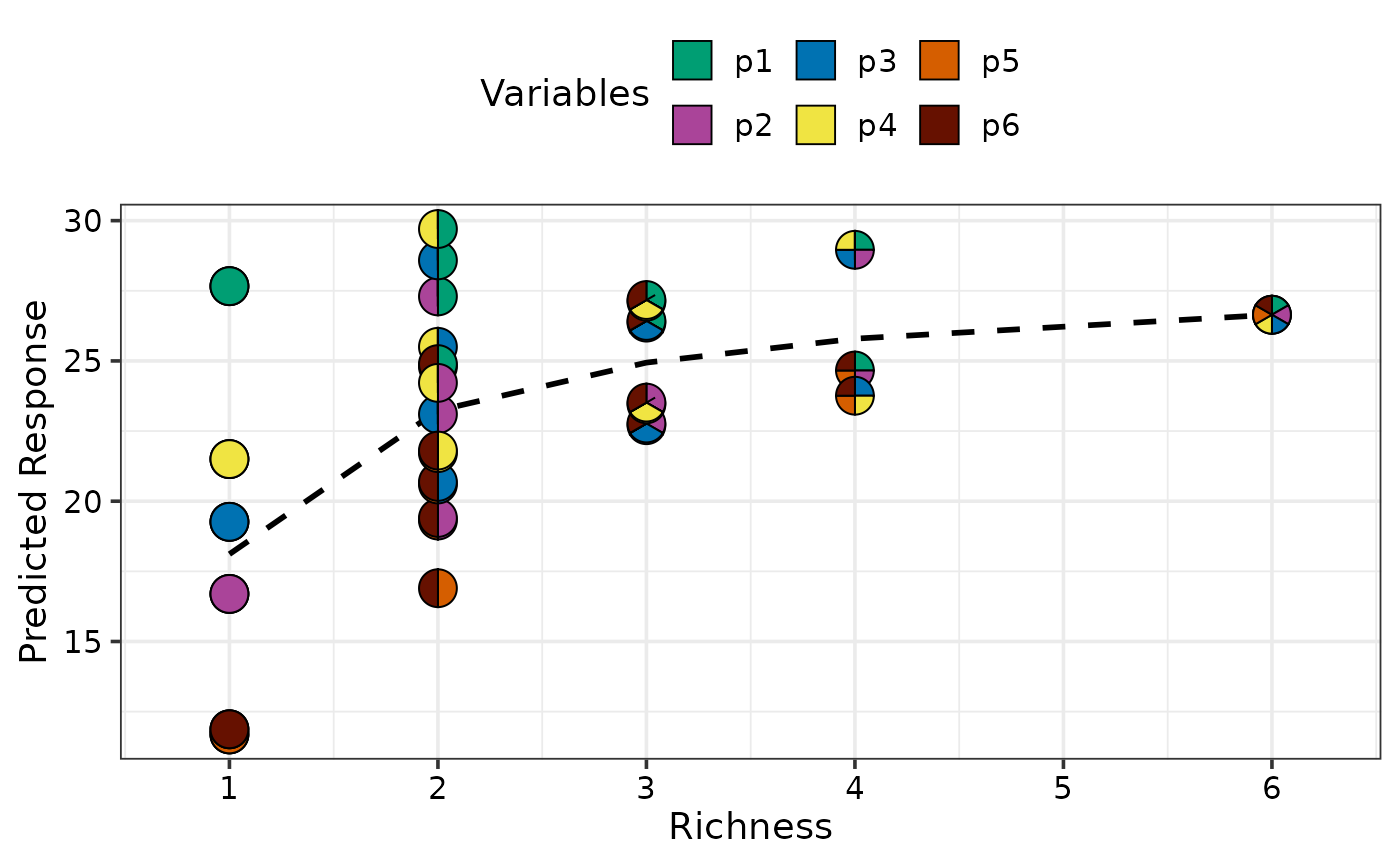 Variables
p1 p3 p5
p2 p4 p6
30
25
20
15
Predicted Response
1 2 3 4 5 6
Richness